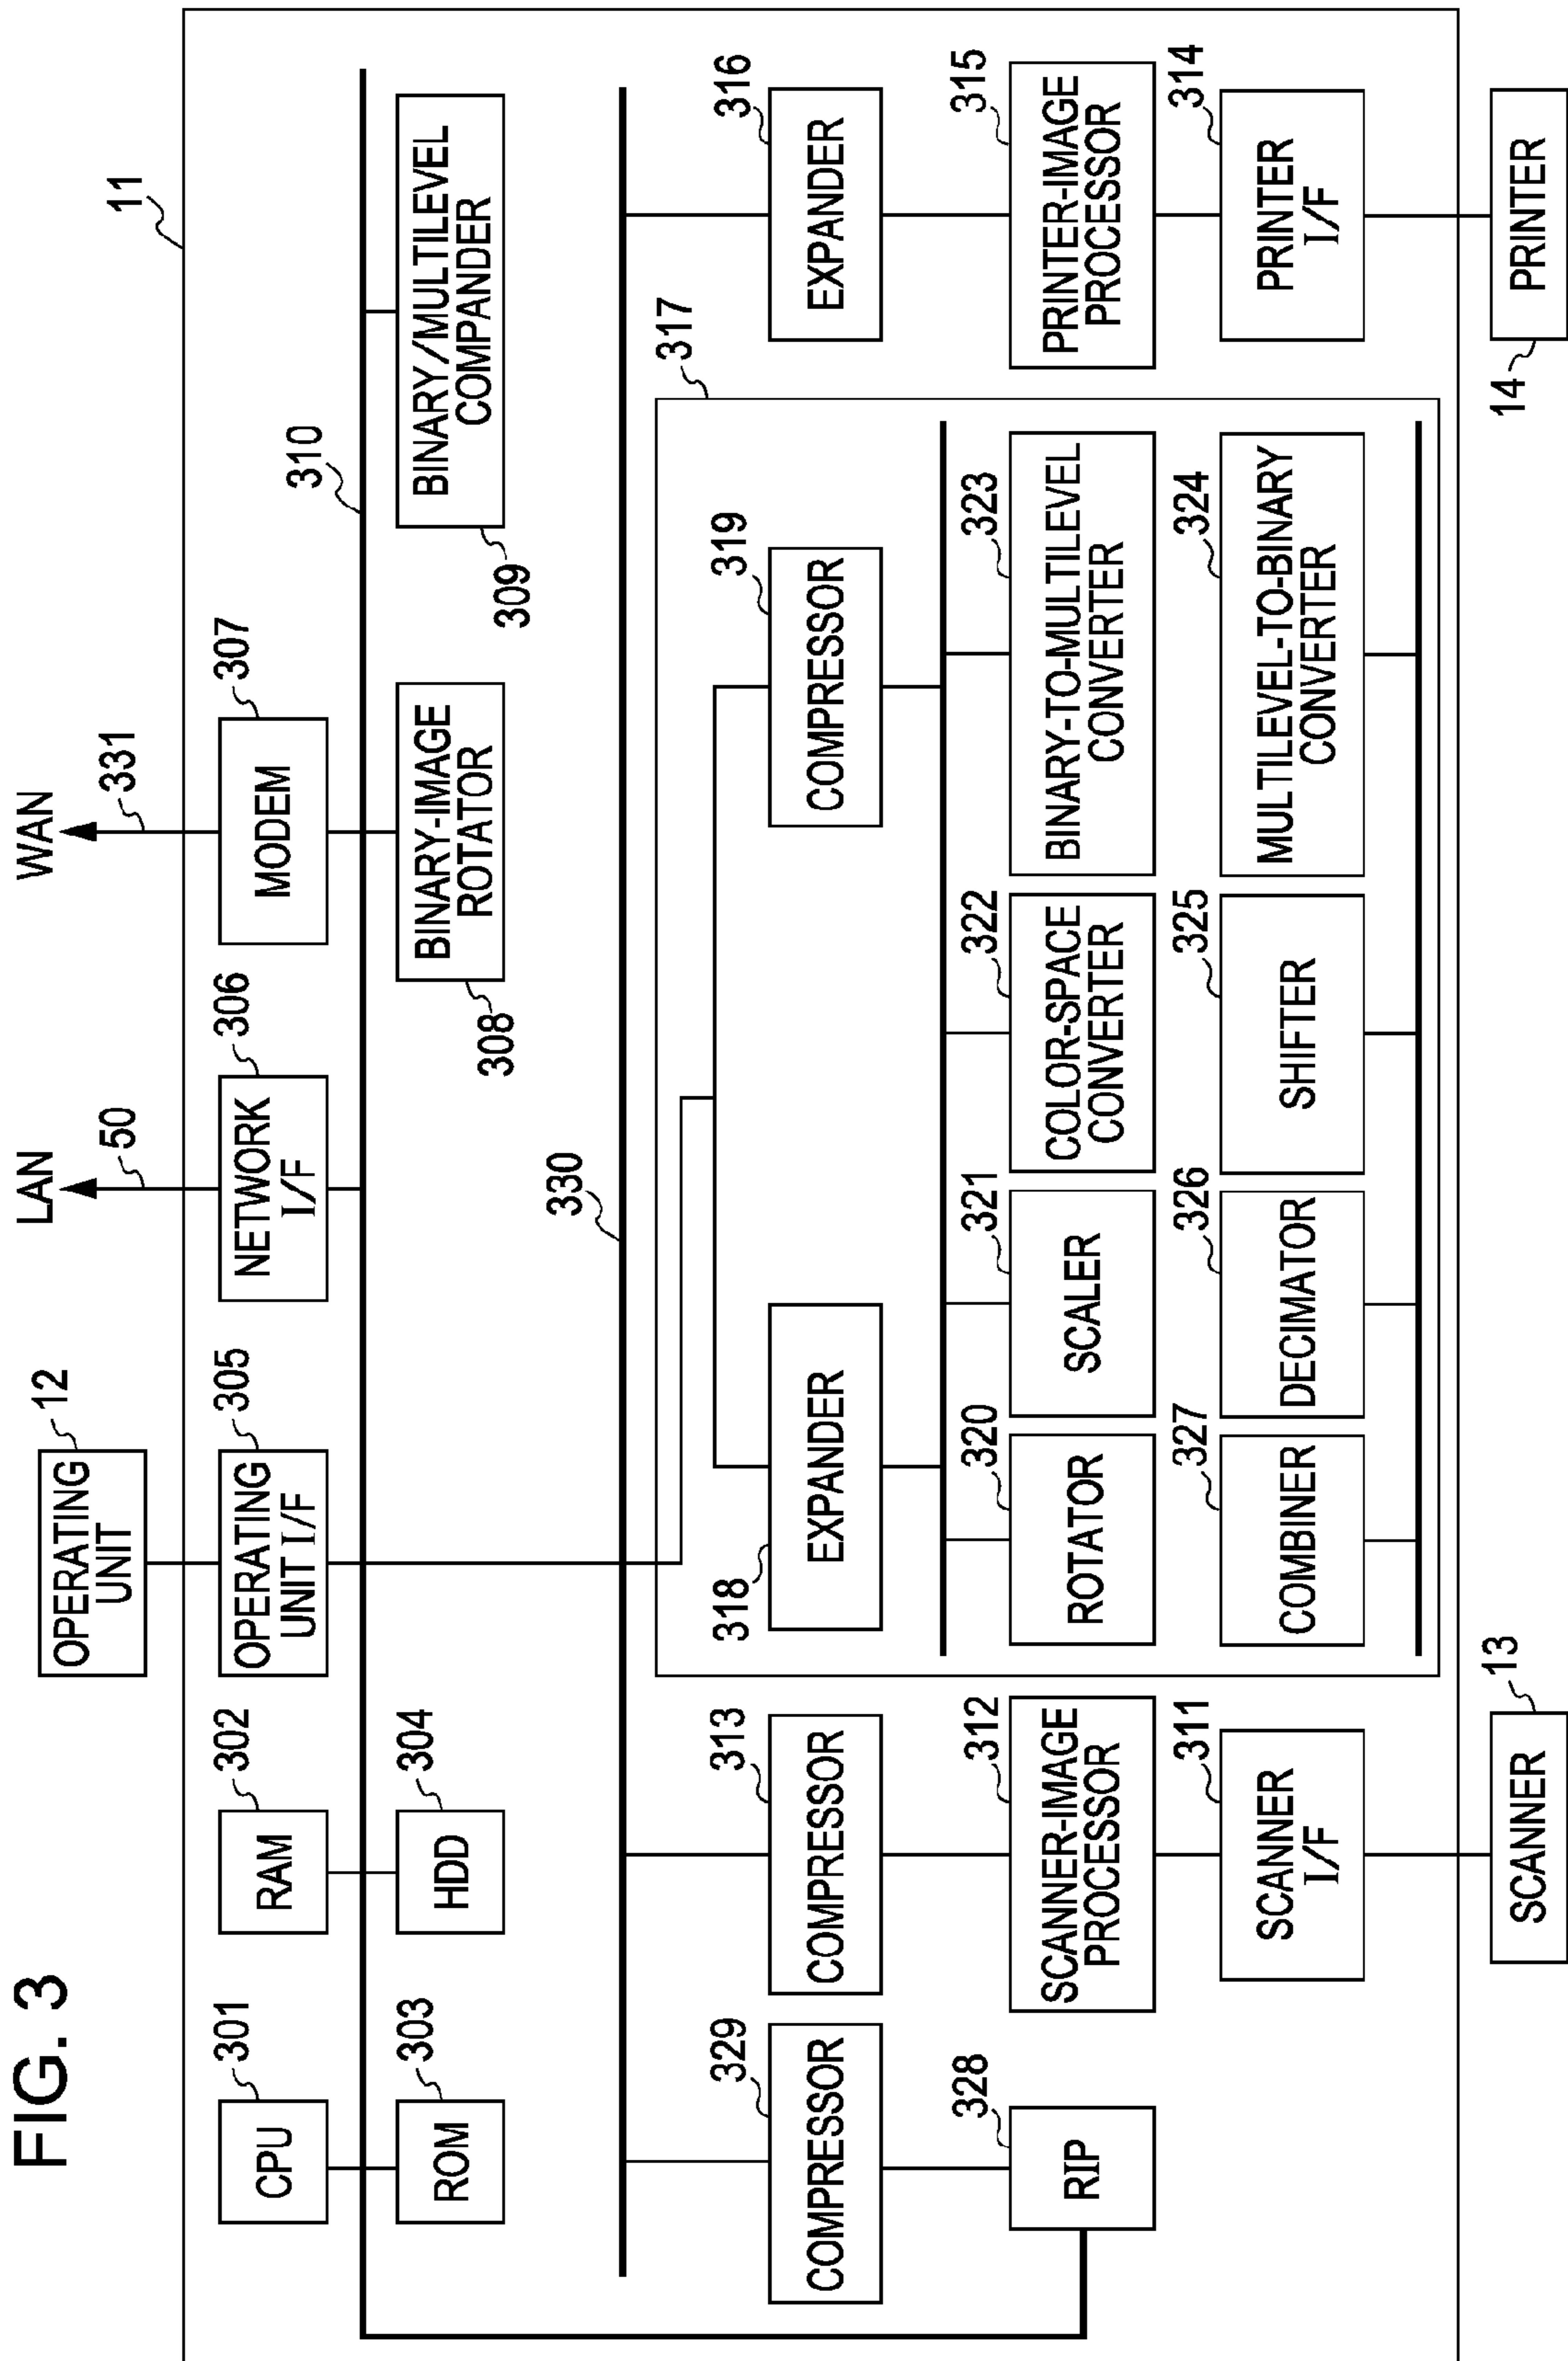 FIG. 3
OPERATING
UNIT
12
LAN
50
WAN
331
11
CPU
301
RAM
302
OPERATING
UNIT I/F
305
NETWORK
I/F
306
MODEM
307
310
ROM
303
HDD
304
BINARY-IMAGE
ROTATOR
308
BINARY/MULTILEVEL
COMPANDER
309
330
317
COMPRESSOR
329
COMPRESSOR
313
EXPANDER
318
COMPRESSOR
319
EXPANDER
316
RIP
328
SCANNER-IMAGE
PROCESSOR
312
ROTATOR
320
SCALER
321
COLOR-SPACE
CONVERTER
322
BINARY-TO-MULTILEVEL
CONVERTER
323
PRINTER-IMAGE
PROCESSOR
315
SCANNER
I/F
311
COMBINER
327
DECIMATOR
326
SHIFTER
325
MULTILEVEL-TO-BINARY
CONVERTER
324
PRINTER
I/F
314
SCANNER
13
PRINTER
14